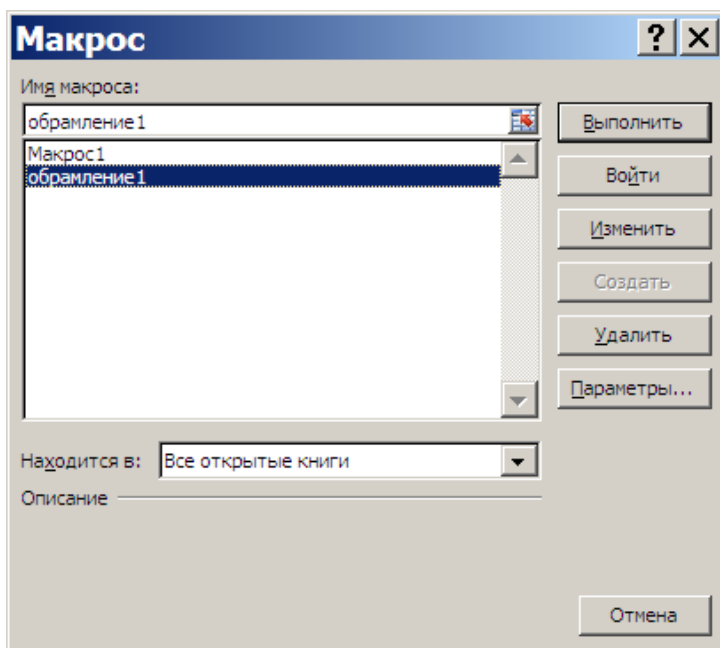 Макрос
Имя макроса:
обрамление1
Выполнить
Макрос1
обрамление1
Войти
Изменить
Создать
Удалить
Параметры...
Находится в: Все открытые книги
Описание
Отмена